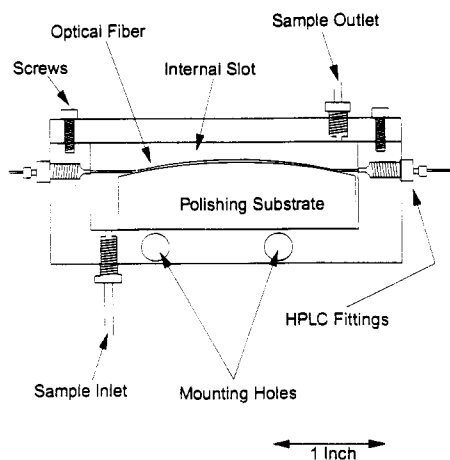 Sample Outlet
Optical Fiber
Screws
Internal Slot
Polishing Substrate
HPLC Fittings
Sample Inlet
Mounting Holes
1 Inch